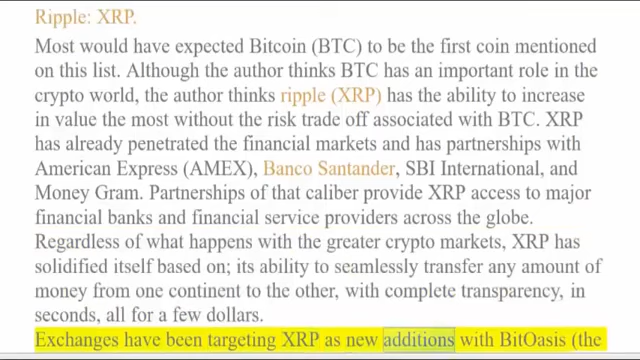 Ripple: XRP.
Most would have expected Bitcoin (BTC) to be the first coin mentioned
on this list. Although the author thinks BTC has an important role in the
crypto world, the author thinks ripple (XRP) has the ability to increase
in value the most without the risk trade off associated with BTC. XRP
has already penetrated the financial markets and has partnerships with
American Express (AMEX), Banco Santander, SBI International, and
Money Gram. Partnerships of that caliber provide XRP access to major
financial banks and financial service providers across the globe.
Regardless of what happens with the greater crypto markets, XRP has
solidified itself based on; its ability to seamlessly transfer any amount of
money from one continent to the other, with complete transparency, in
seconds, all for a few dollars.
Exchanges have been targeting XRP as new additions with BitOasis (the